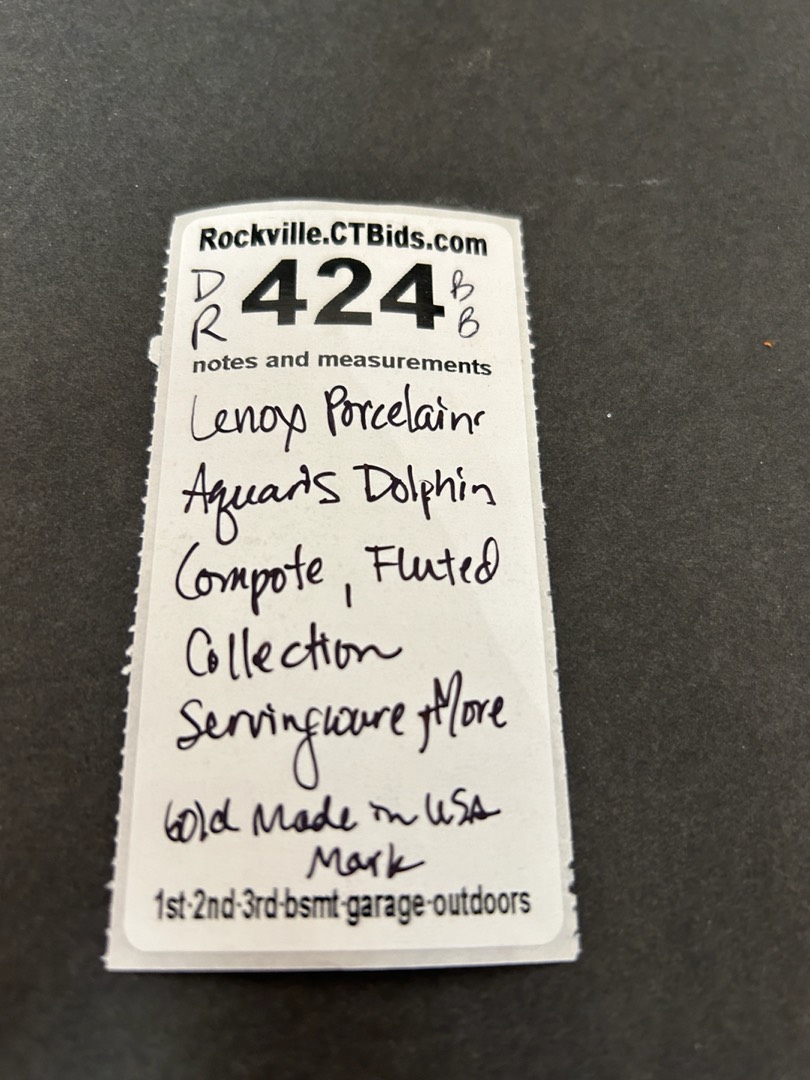 Rockville.CTBids.com
D R 424 B B
notes and measurements
Lenox Porcelain
Aquaris Dolphin
Compote, Fluted
Collection
Servingware, More
Gold Made in USA
Mark
1st-2nd-3rd-bsmt-garage-outdoors